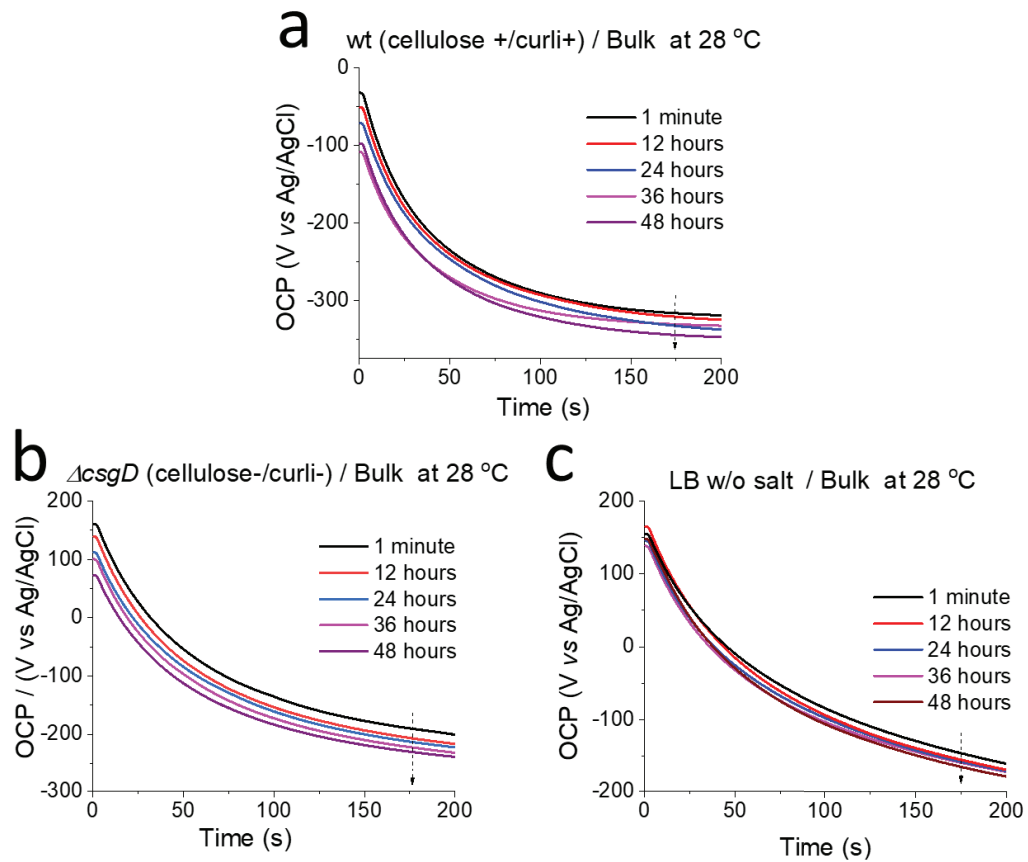 a
wt (cellulose +/curli+) / Bulk at 28 °C
0
-100
-200
-300
OCP (V vs Ag/AgCl)
1 minute
12 hours
24 hours
36 hours
48 hours
0 50 100 150 200
Time (s)
b
ΔcsgD (cellulose-/curli-) / Bulk at 28 °C
200
100
0
-100
-200
-300
OCP / (V vs Ag/AgCl)
1 minute
12 hours
24 hours
36 hours
48 hours
0 50 100 150 200
Time (s)
c
LB w/o salt / Bulk at 28 °C
200
100
0
-100
-200
OCP (V vs Ag/AgCl)
1 minute
12 hours
24 hours
36 hours
48 hours
0 50 100 150 200
Time (s)